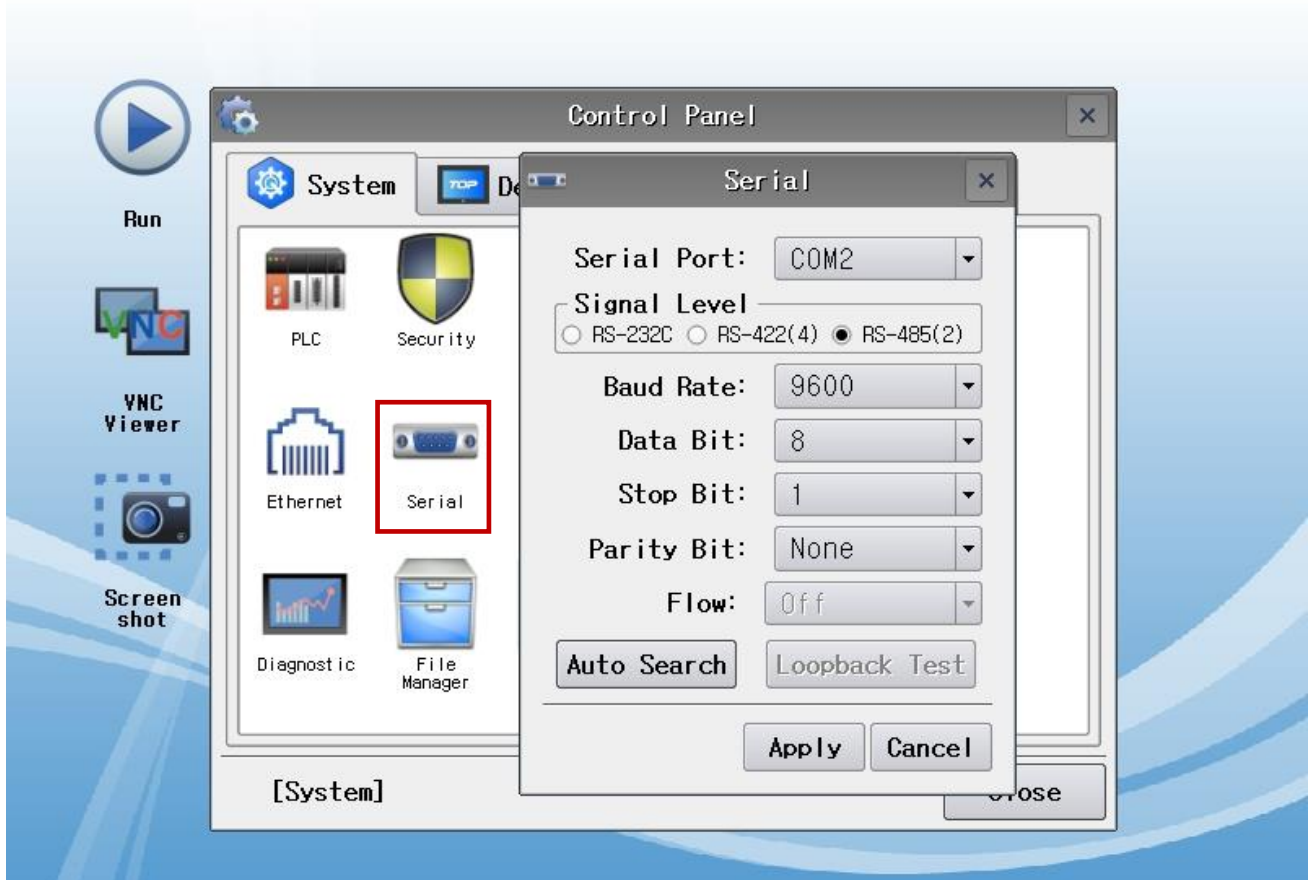 Control Panel
System
TOP
De
Serial
Run
Serial Port:
COM2
Signal Level
RS-232C
RS-422(4)
RS-485(2)
PLC
Security
VNC
VNC
Viewer
Baud Rate:
9600
Data Bit:
8
Stop Bit:
1
Ethernet
Serial
Parity Bit:
None
Flow:
Off
Screen
shot
Auto Search
Loopback Test
Diagnostic
File
Manager
Apply
Cancel
[System]